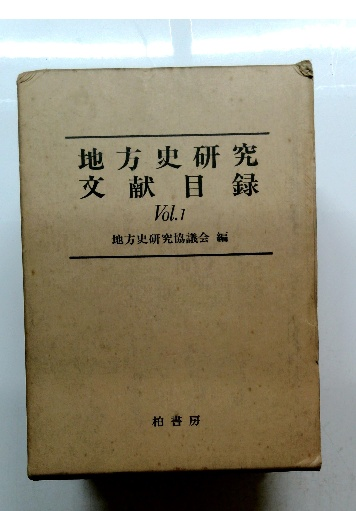 地方史研究
文献目録
Vol.1
地方史研究協議会 編
柏書房